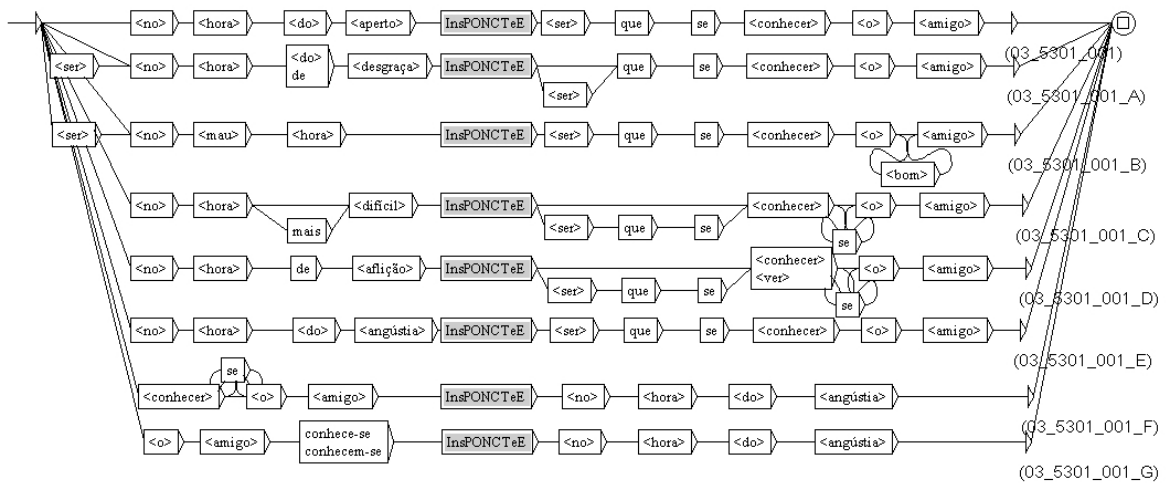 <no> <hora> <do> <aperto> InsPONCTeE <ser> que se <conhecer> <o> <amigo>
(03_5301_001)
<ser> <no> <hora> <do> de <desgraça> InsPONCTeE <ser> que se <conhecer> <o> <amigo>
(03_5301_001_A)
<ser> <no> <mau> <hora> InsPONCTeE <ser> que se <conhecer> <o> <bom> <amigo>
(03_5301_001_B)
<no> <hora> mais <difícil> InsPONCTeE <ser> que se <conhecer> se <o> <amigo>
(03_5301_001_C)
<no> <hora> de <aflição> InsPONCTeE <ser> que se <conhecer> <ver> se <o> <amigo>
(03_5301_001_D)
<no> <hora> <do> <angústia> InsPONCTeE <ser> que se <conhecer> <o> <amigo>
(03_5301_001_E)
<conhecer> se <o> <amigo> InsPONCTeE <no> <hora> <do> <angústia>
(03_5301_001_F)
<o> <amigo> conhece-se conhecem-se InsPONCTeE <no> <hora> <do> <angústia>
(03_5301_001_G)